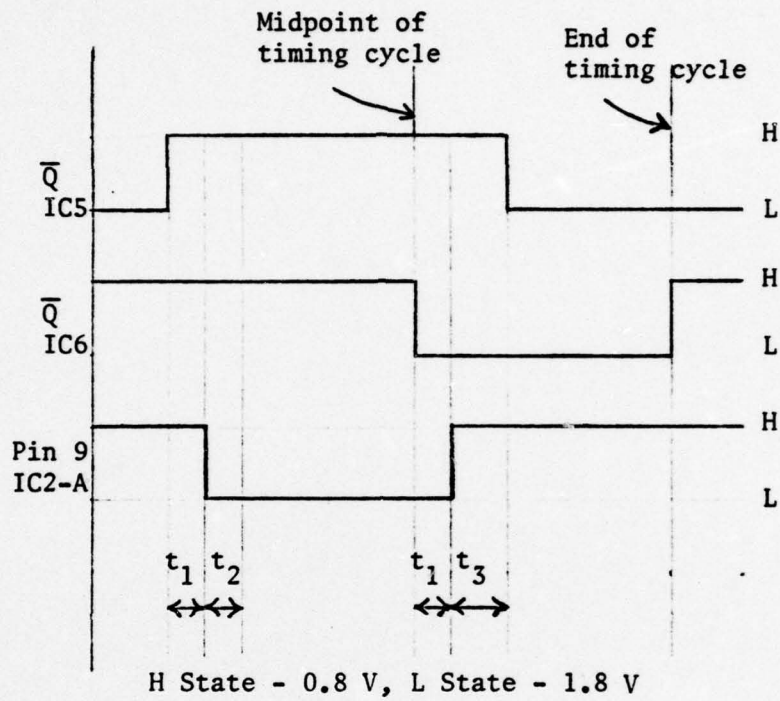 Midpoint of
timing cycle
End of
timing cycle
H
Q̅
IC5
L
H
Q̅
IC6
L
H
Pin 9
IC2-A
L
t₁ t₂ t₁ t₃
H State - 0.8 V, L State - 1.8 V